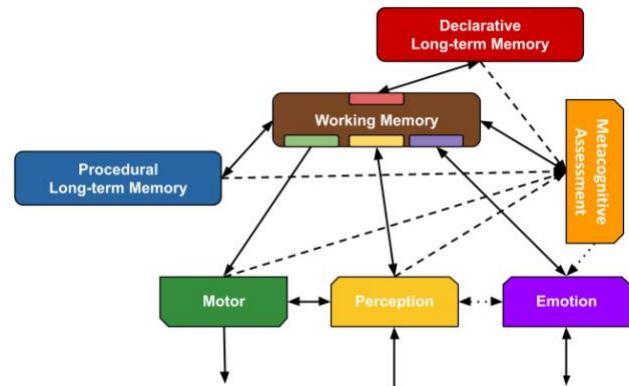 Declarative
Long-term Memory
Working Memory
Metacognitive
Assessment
Procedural
Long-term Memory
Motor
Perception
Emotion